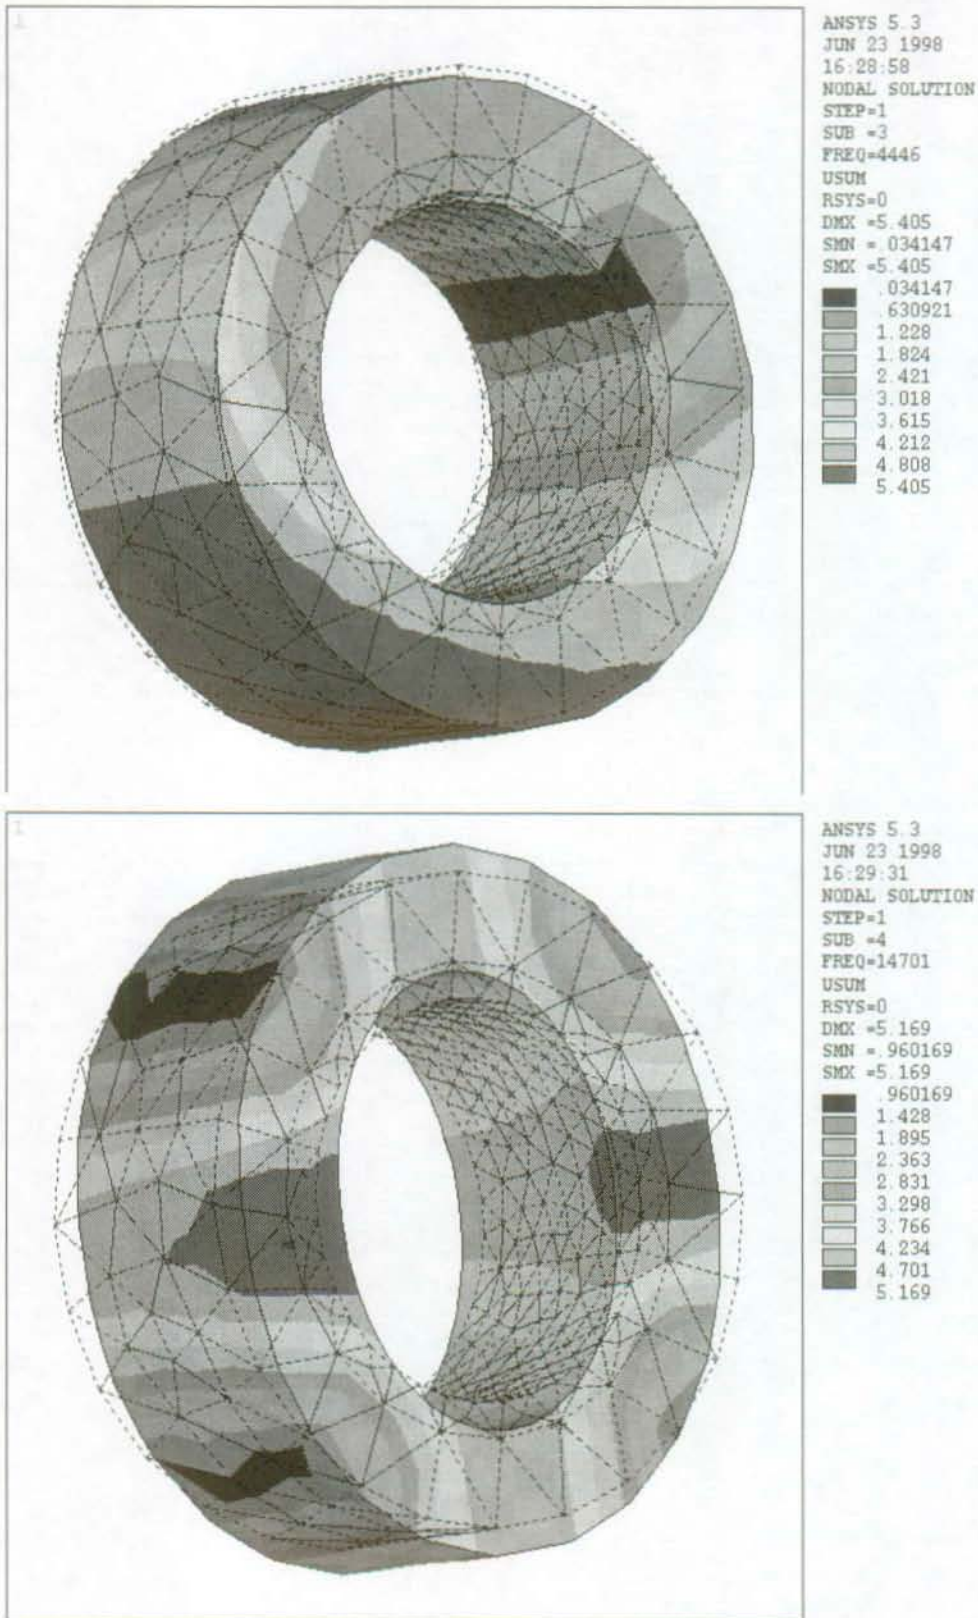 1
ANSYS 5.3
JUN 23 1998
16:28:58
NODAL SOLUTION
STEP=1
SUB =3
FREQ=4446
USUM
RSYS=0
DMX =5.405
SMN =.034147
SMX =5.405
.034147
.630921
1.228
1.824
2.421
3.018
3.615
4.212
4.808
5.405
1
ANSYS 5.3
JUN 23 1998
16:29:31
NODAL SOLUTION
STEP=1
SUB =4
FREQ=14701
USUM
RSYS=0
DMX =5.169
SMN =.960169
SMX =5.169
.960169
1.428
1.895
2.363
2.831
3.298
3.766
4.234
4.701
5.169